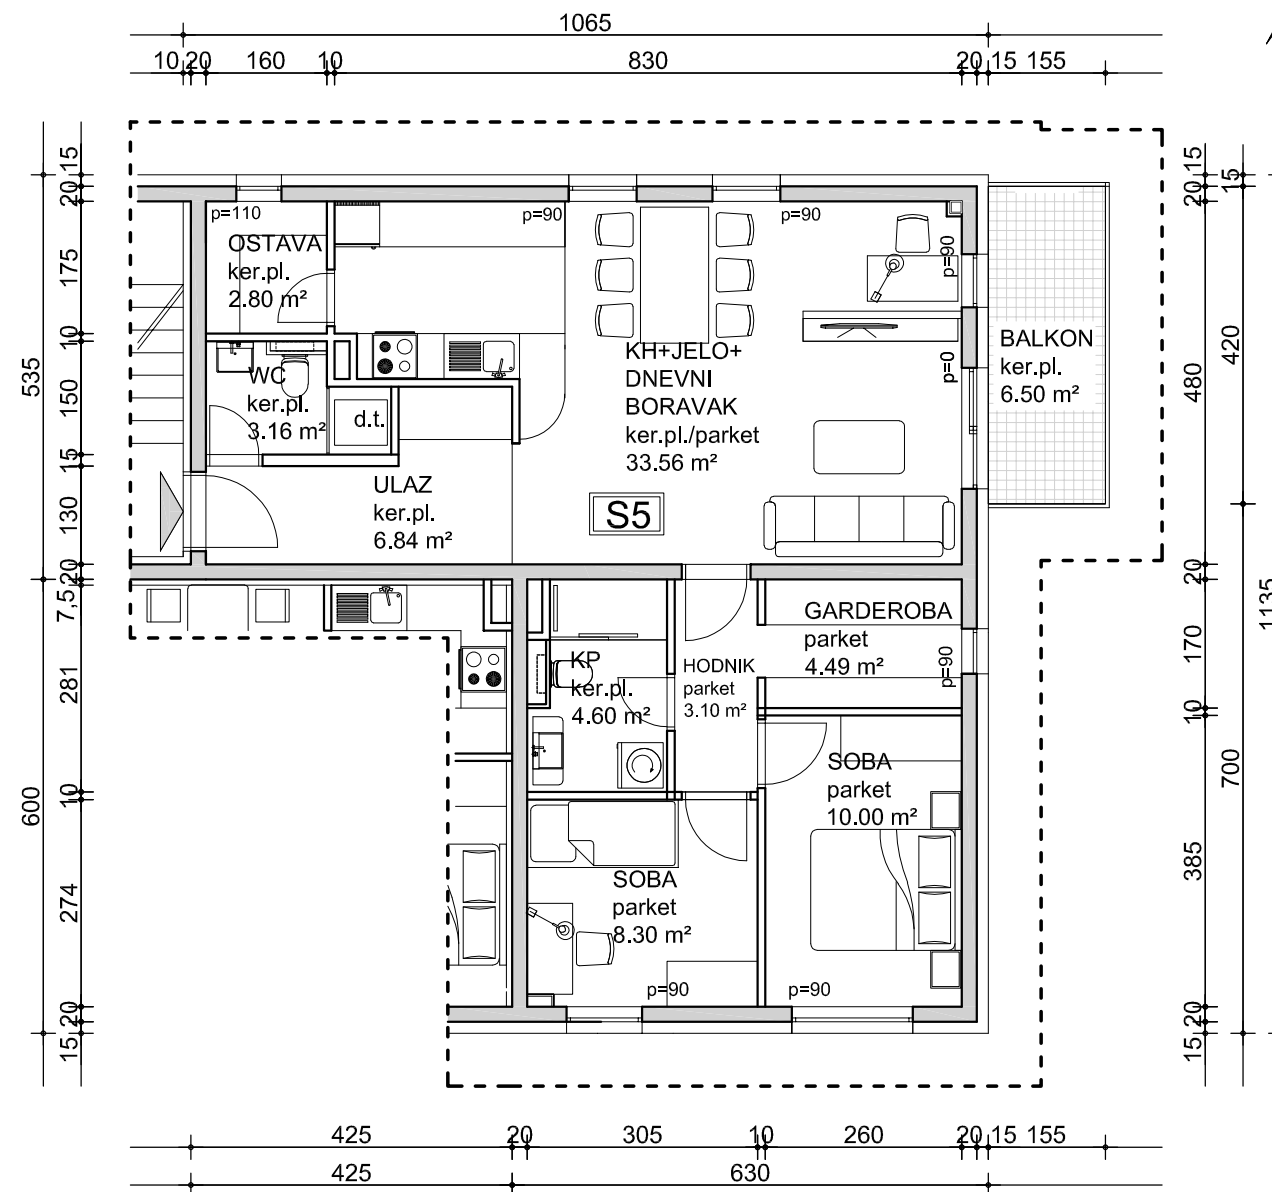 1065
10 20 160 10 830 20 15 155
15
20
175
10
150
15
130
20
7,5
281
10
274
20
15
535
600
p=110
OSTAVA
ker.pl.
2.80 m²
p=90
p=90
p=90
WC
ker.pl.
3.16 m²
d.t.
KH+JELO+
DNEVNI
BORAVAK
ker.pl./parket
33.56 m²
p=0
BALKON
ker.pl.
6.50 m²
ULAZ
ker.pl.
6.84 m²
S5
KP
ker.pl.
4.60 m²
HODNIK
parket
3.10 m²
GARDEROBA
parket
4.49 m²
p=90
SOBA
parket
10.00 m²
SOBA
parket
8.30 m²
p=90
p=90
15
20
480
20
170
10
385
20
15
15
420
700
1135
425 20 305 10 260 20 15 155
425 630